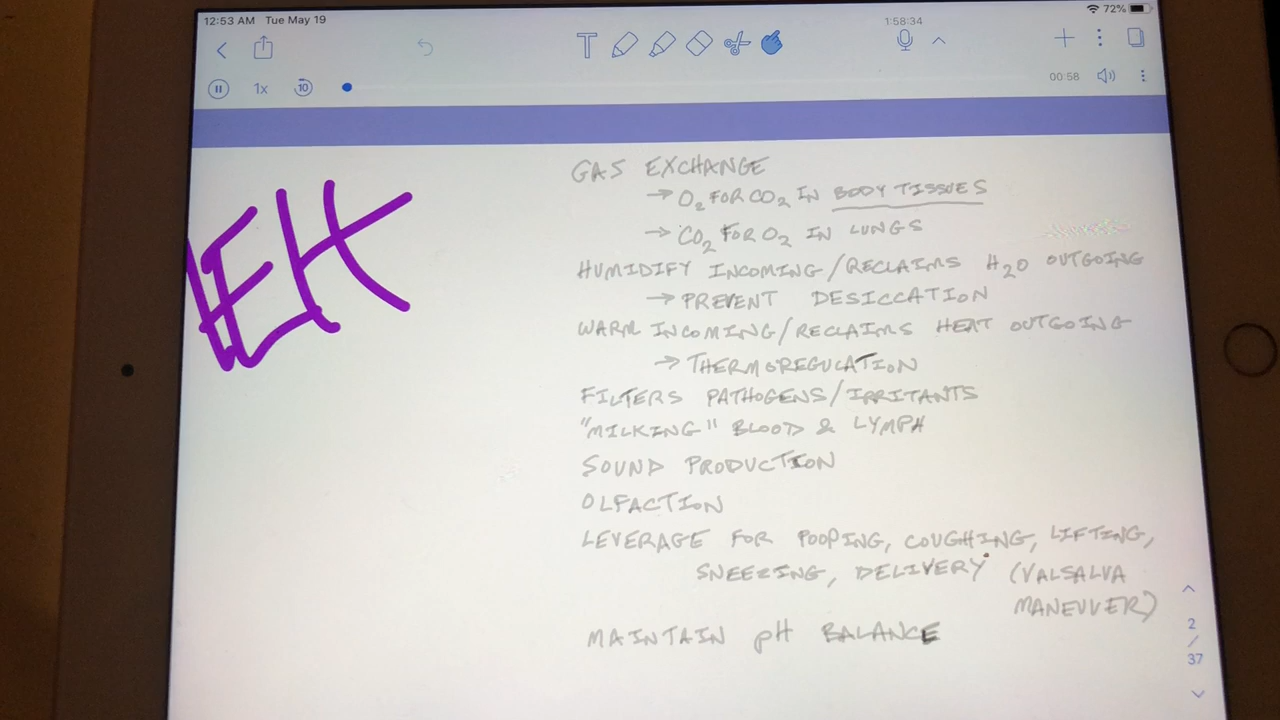 12:53 AM Tue May 19
72%
1:58:34
T
1x
10
00:58
GAS EXCHANGE
→ O₂ FOR CO₂ IN BODY TISSUES
→ CO₂ FOR O₂ IN LUNGS
HUMIDIFY INCOMING/RECLAIMS H₂O OUTGOING
→ PREVENT DESICCATION
WARM INCOMING/RECLAIMS HEAT OUTGOING
→ THERMOREGULATION
FILTERS PATHOGENS/IRRITANTS
"MILKING" BLOOD & LYMPH
SOUND PRODUCTION
OLFACTION
LEVERAGE FOR POOPING, COUGHING, LIFTING,
SNEEZING, DELIVERY (VALSALVA
MANEUVER)
MAINTAIN pH BALANCE
2
/
37